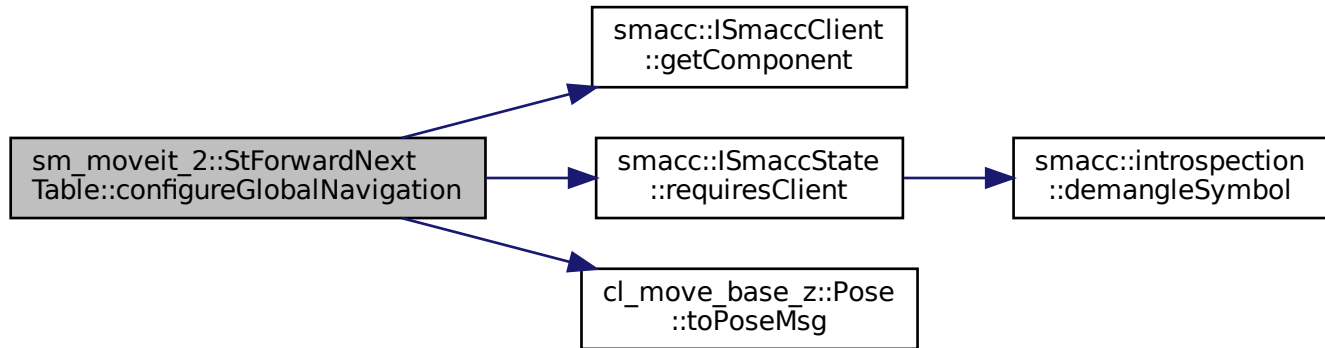 smacc::ISmaccClient
::getComponent
sm_moveit_2::StForwardNext
Table::configureGlobalNavigation
smacc::ISmaccState
::requiresClient
smacc::introspection
::demangleSymbol
cl_move_base_z::Pose
::toPoseMsg